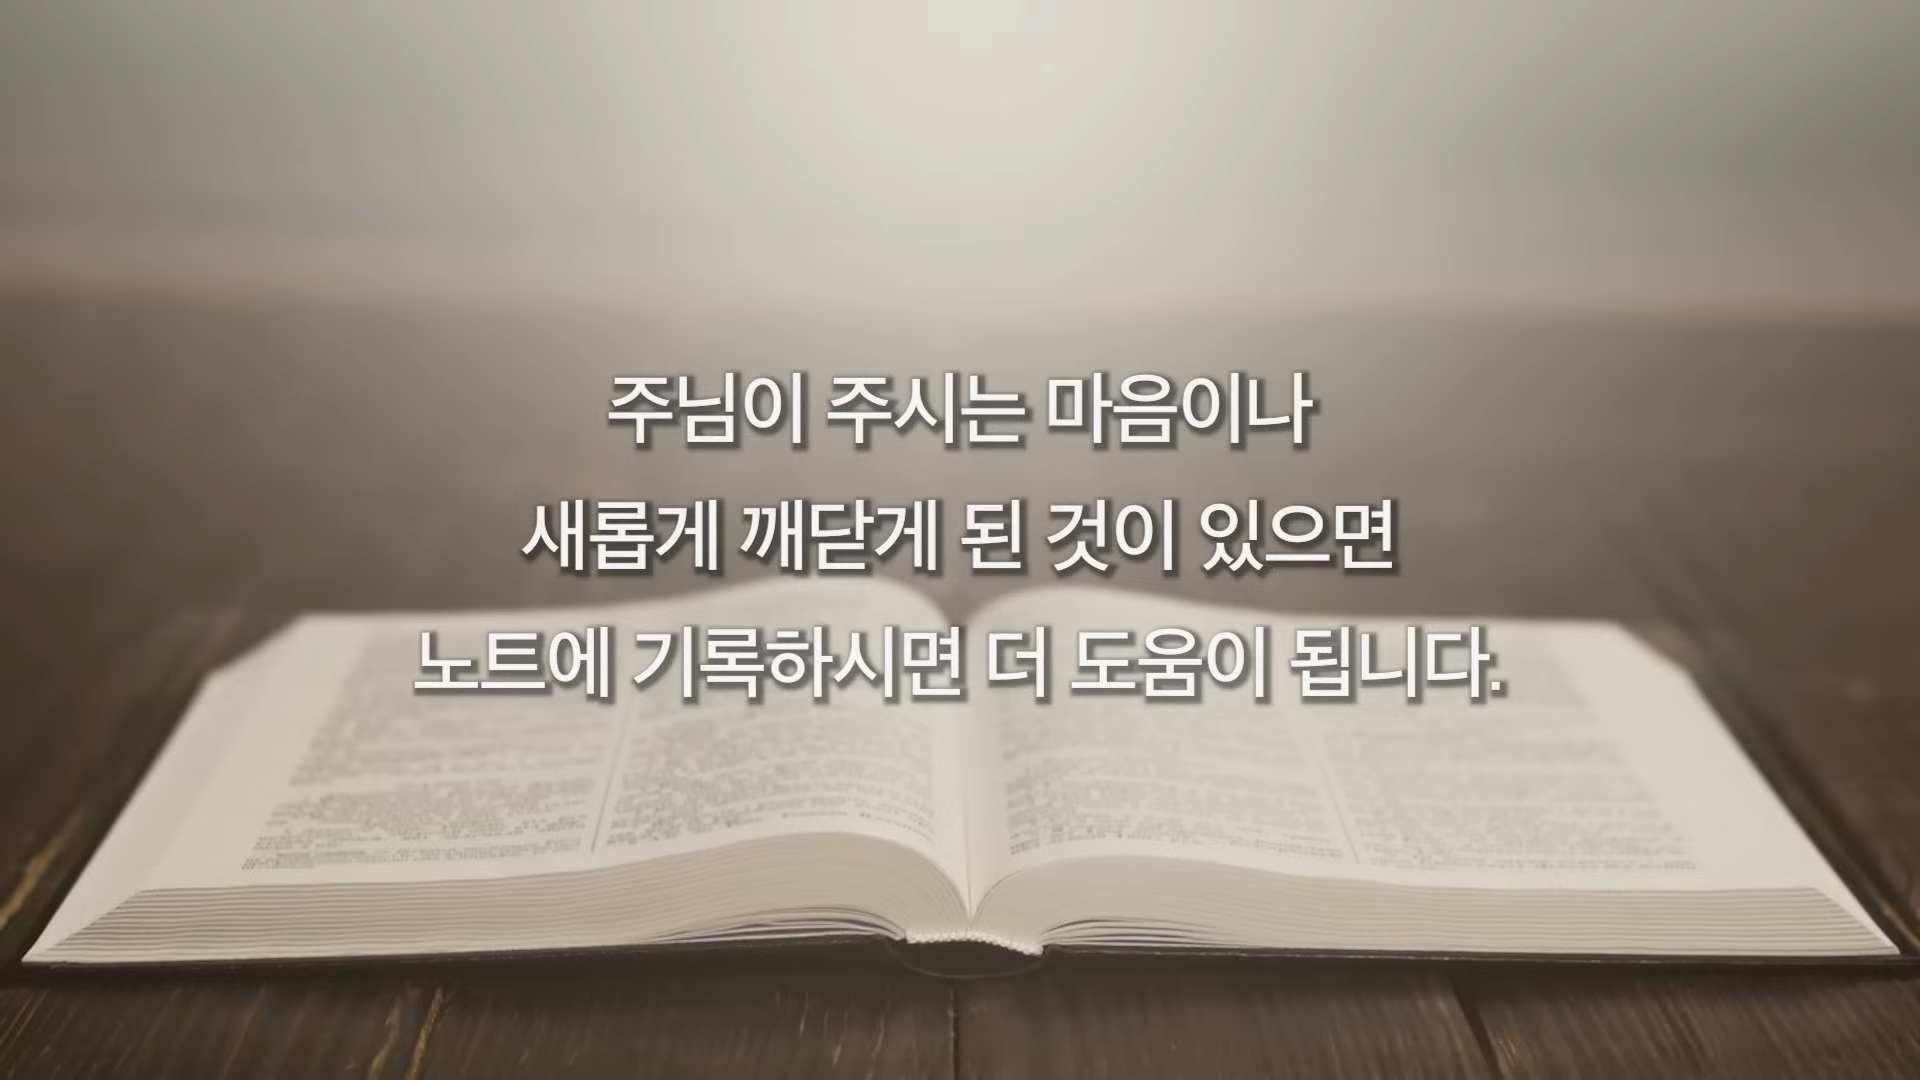 주님이 주시는 마음이나
새롭게 깨닫게 된 것이 있으면
노트에 기록하시면 더 도움이 됩니다.